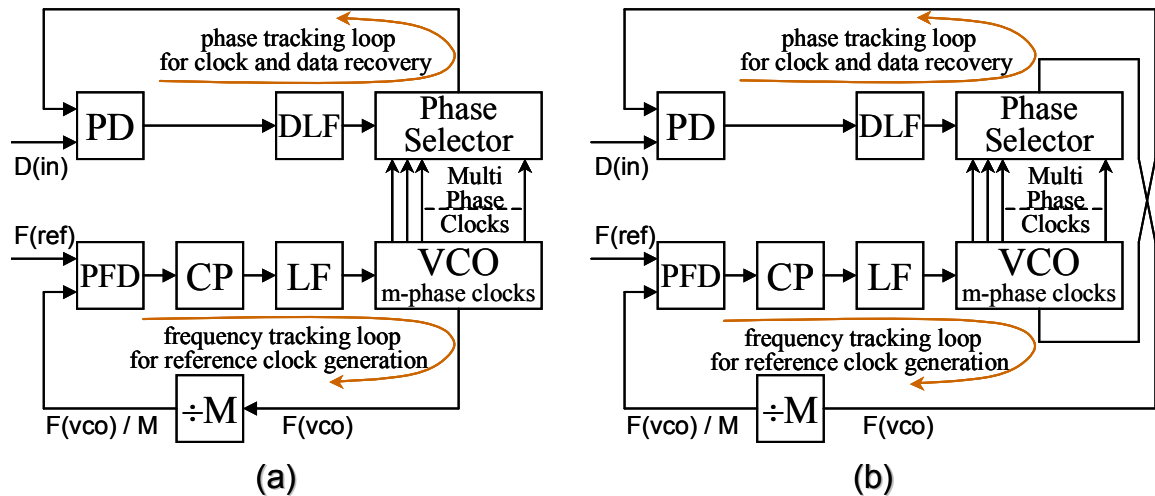 phase tracking loop
for clock and data recovery
PD
DLF
Phase
Selector
D(in)
Multi
Phase
Clocks
F(ref)
PFD
CP
LF
VCO
m-phase clocks
frequency tracking loop
for reference clock generation
÷M
F(vco) / M
F(vco)
(a)
phase tracking loop
for clock and data recovery
PD
DLF
Phase
Selector
D(in)
Multi
Phase
Clocks
F(ref)
PFD
CP
LF
VCO
m-phase clocks
frequency tracking loop
for reference clock generation
÷M
F(vco) / M
F(vco)
(b)